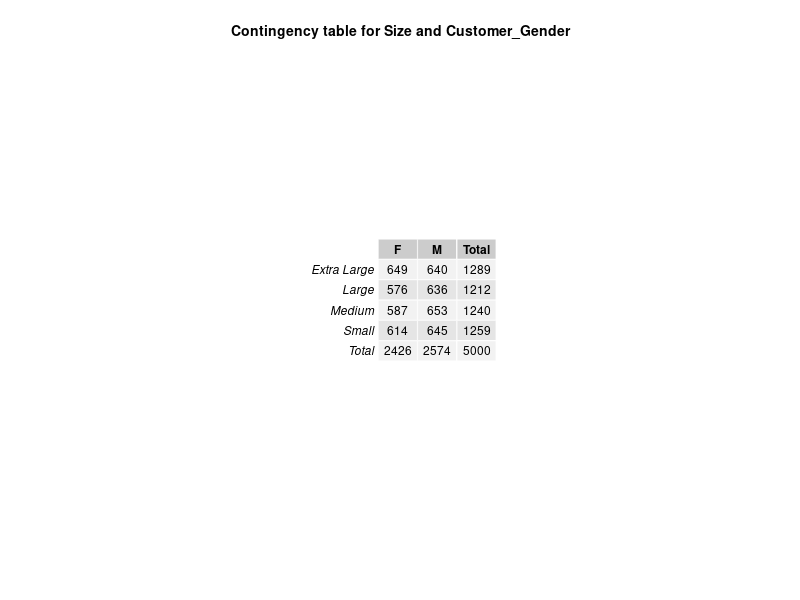 Contingency table for Size and Customer_Gender
F M Total
Extra Large 649 640 1289
Large 576 636 1212
Medium 587 653 1240
Small 614 645 1259
Total 2426 2574 5000